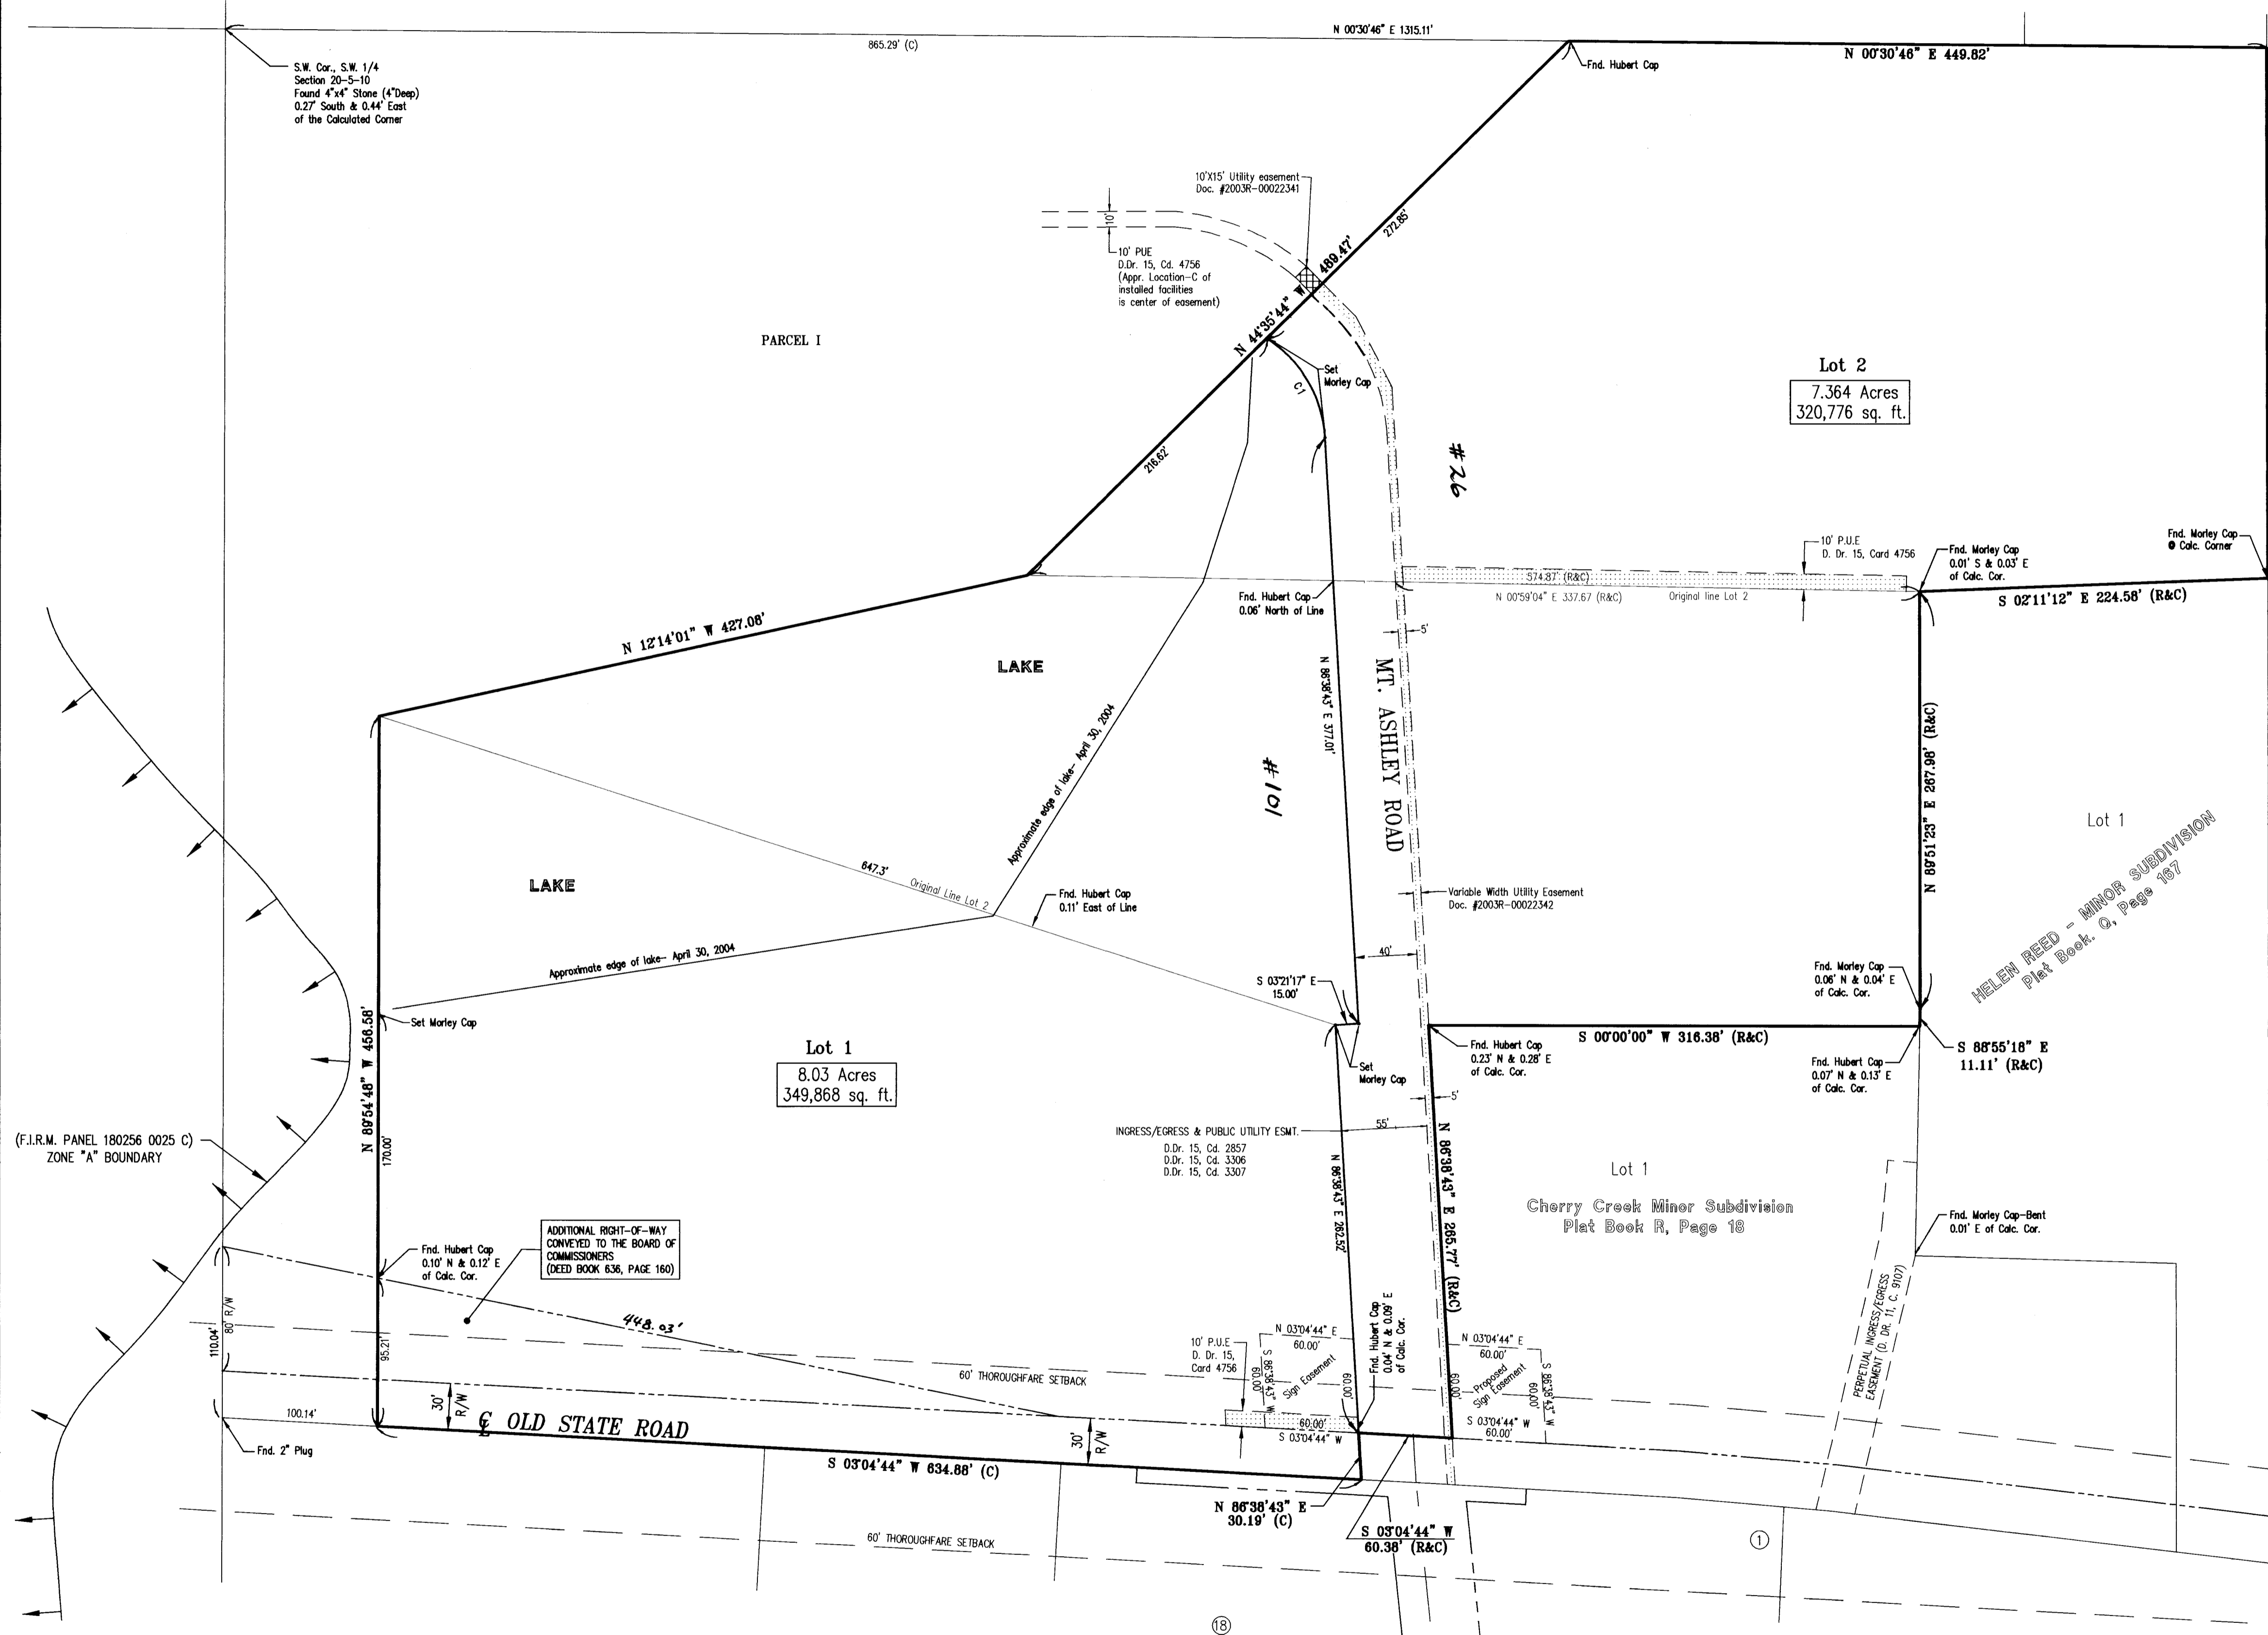 N 00°30'46" E 1315.11'
865.29' (C)
N 00°30'46" E 449.82'
Fnd. Hubert Cap
S.W. Cor., S.W. 1/4
Section 20-5-10
Found 4"x4" Stone (4"Deep)
0.27' South & 0.44' East
of the Calculated Corner
10'X15' Utility easement
Doc. #2003R-00022341
10'
10' PUE
D.Dr. 15, Cd. 4756
(Appr. Location-C of
installed facilities
is center of easement)
272.85'
N 44°35'44" W 489.47'
PARCEL I
Set
Morley Cap
C1
216.62'
Lot 2
7.364 Acres
320,776 sq. ft.
#26
10' P.U.E
D. Dr. 15, Card 4756
Fnd. Morley Cap
0.01' S & 0.03' E
of Calc. Cor.
Fnd. Morley Cap
@ Calc. Corner
574.87' (R&C)
N 00°59'04" E 337.67 (R&C)
Original line Lot 2
S 02°11'12" E 224.58' (R&C)
Fnd. Hubert Cap
0.06' North of Line
5'
N 12°14'01" W 427.08'
LAKE
N 86°38'43" E 377.01'
MT. ASHLEY ROAD
#101
Approximate edge of lake- April 30, 2004
N 89°51'23" E 267.98' (R&C)
Lot 1
HELEN REED - MINOR SUBDIVISION
Plat Book. Q, Page 167
647.3'
Original Line Lot 2
LAKE
Fnd. Hubert Cap
0.11' East of Line
Variable Width Utility Easement
Doc. #2003R-00022342
Approximate edge of lake- April 30, 2004
40'
S 03°21'17" E
15.00'
Fnd. Morley Cap
0.06' N & 0.04' E
of Calc. Cor.
N 89°54'48" W 456.58'
Set Morley Cap
Lot 1
8.03 Acres
349,868 sq. ft.
Set
Morley Cap
Fnd. Hubert Cap
0.23' N & 0.28' E
of Calc. Cor.
S 00°00'00" W 316.38' (R&C)
Fnd. Hubert Cap
0.07' N & 0.13' E
of Calc. Cor.
S 88°55'18" E
11.11' (R&C)
5'
55'
INGRESS/EGRESS & PUBLIC UTILITY ESMT.
D.Dr. 15, Cd. 2857
D.Dr. 15, Cd. 3306
D.Dr. 15, Cd. 3307
(F.I.R.M. PANEL 180256 0025 C)
ZONE "A" BOUNDARY
170.00'
N 86°38'43" E 262.52'
N 86°38'43" E 265.77' (R&C)
Lot 1
Cherry Creek Minor Subdivision
Plat Book R, Page 18
Fnd. Morley Cap-Bent
0.01' E of Calc. Cor.
Fnd. Hubert Cap
0.10' N & 0.12' E
of Calc. Cor.
ADDITIONAL RIGHT-OF-WAY
CONVEYED TO THE BOARD OF
COMMISSIONERS
(DEED BOOK 636, PAGE 160)
110.04'
80' R/W
95.21'
448.03'
60' THOROUGHFARE SETBACK
10' P.U.E
D. Dr. 15,
Card 4756
N 03°04'44" E
60.00'
S 86°38'43" W
60.00'
Sign Easement
60.00'
60.00'
S 03°04'44" W
Fnd. Hubert Cap
0.04' N & 0.09' E
of Calc. Cor.
N 03°04'44" E
60.00'
60.00'
Proposed
Sign Easement
S 86°38'43" W
60.00'
S 03°04'44" W
60.00'
PERPETUAL INGRESS/EGRESS
EASEMENT (D. DR. 11, C. 9107)
100.14'
30'
R/W
℄ OLD STATE ROAD
Fnd. 2" Plug
30'
R/W
S 03°04'44" W 634.88' (C)
N 86°38'43" E
30.19' (C)
S 03°04'44" W
60.38' (R&C)
60' THOROUGHFARE SETBACK
1
18